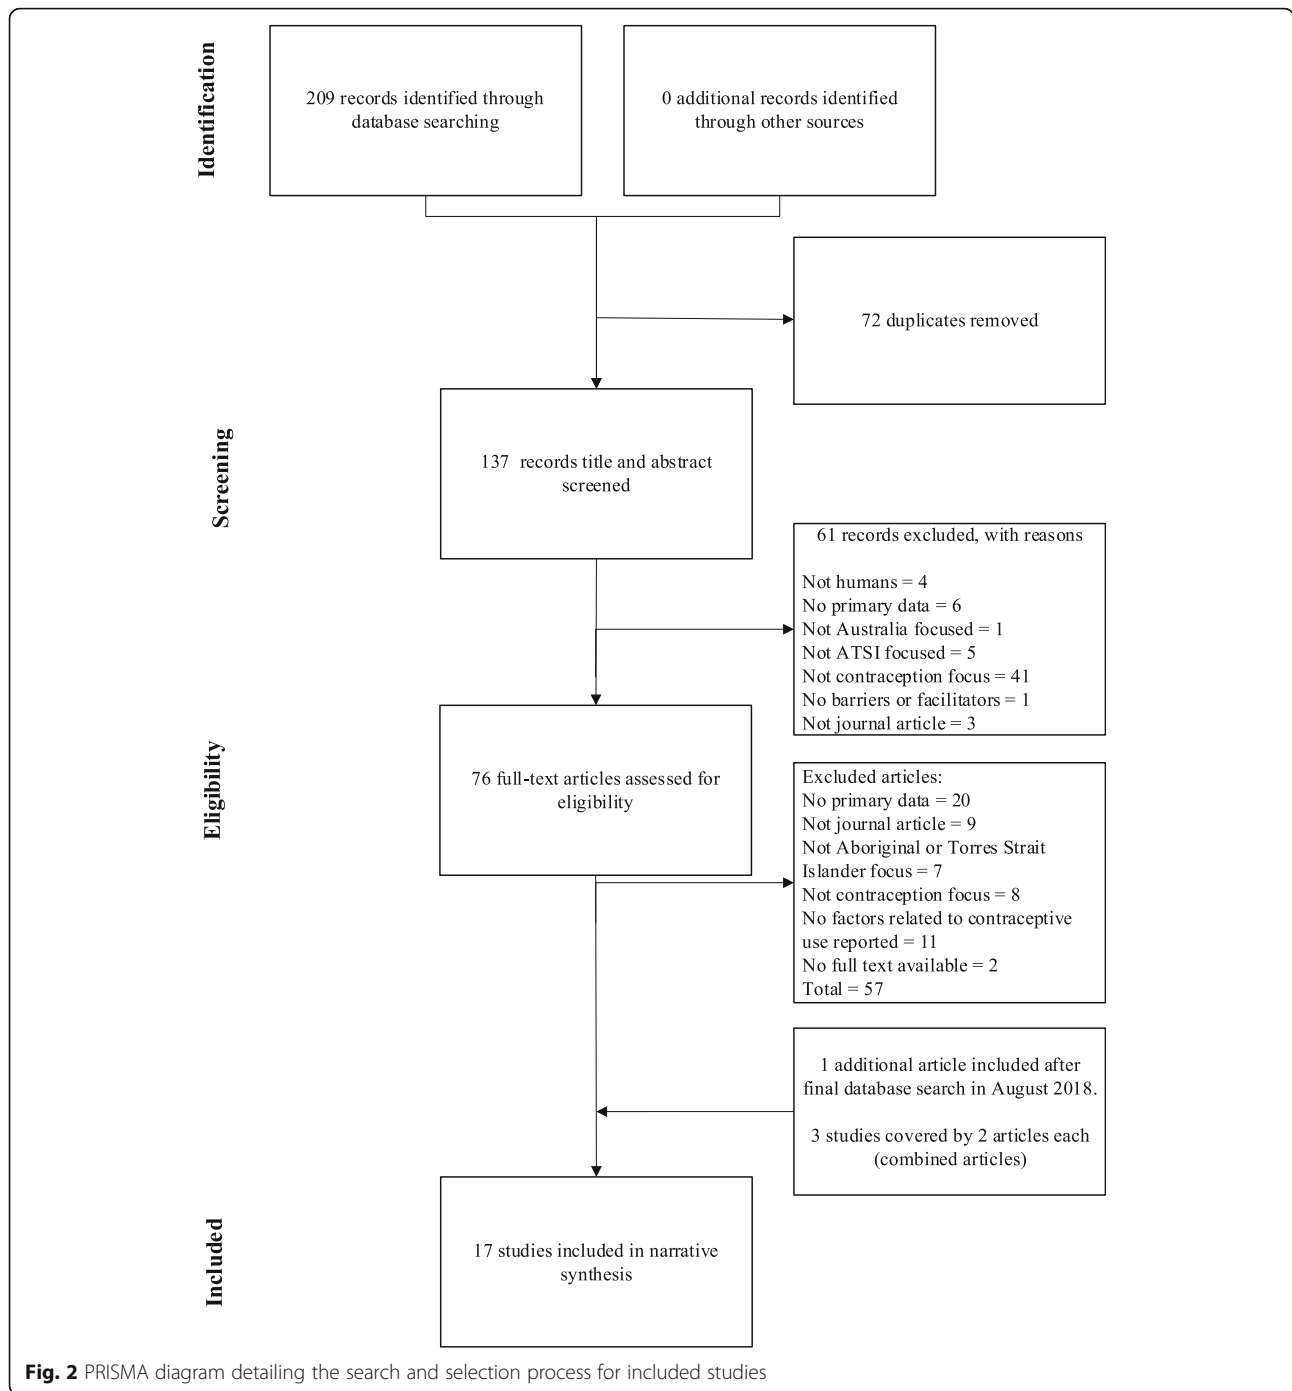 Identification
209 records identified through
database searching
0 additional records identified
through other sources
72 duplicates removed
Screening
137 records title and abstract
screened
61 records excluded, with reasons
Not humans = 4
No primary data = 6
Not Australia focused = 1
Not ATSI focused = 5
Not contraception focus = 41
No barriers or facilitators = 1
Not journal article = 3
Eligibility
76 full-text articles assessed for
eligibility
Excluded articles:
No primary data = 20
Not journal article = 9
Not Aboriginal or Torres Strait
Islander focus = 7
Not contraception focus = 8
No factors related to contraceptive
use reported = 11
No full text available = 2
Total = 57
1 additional article included after
final database search in August 2018.
3 studies covered by 2 articles each
(combined articles)
Included
17 studies included in narrative
synthesis
Fig. 2 PRISMA diagram detailing the search and selection process for included studies